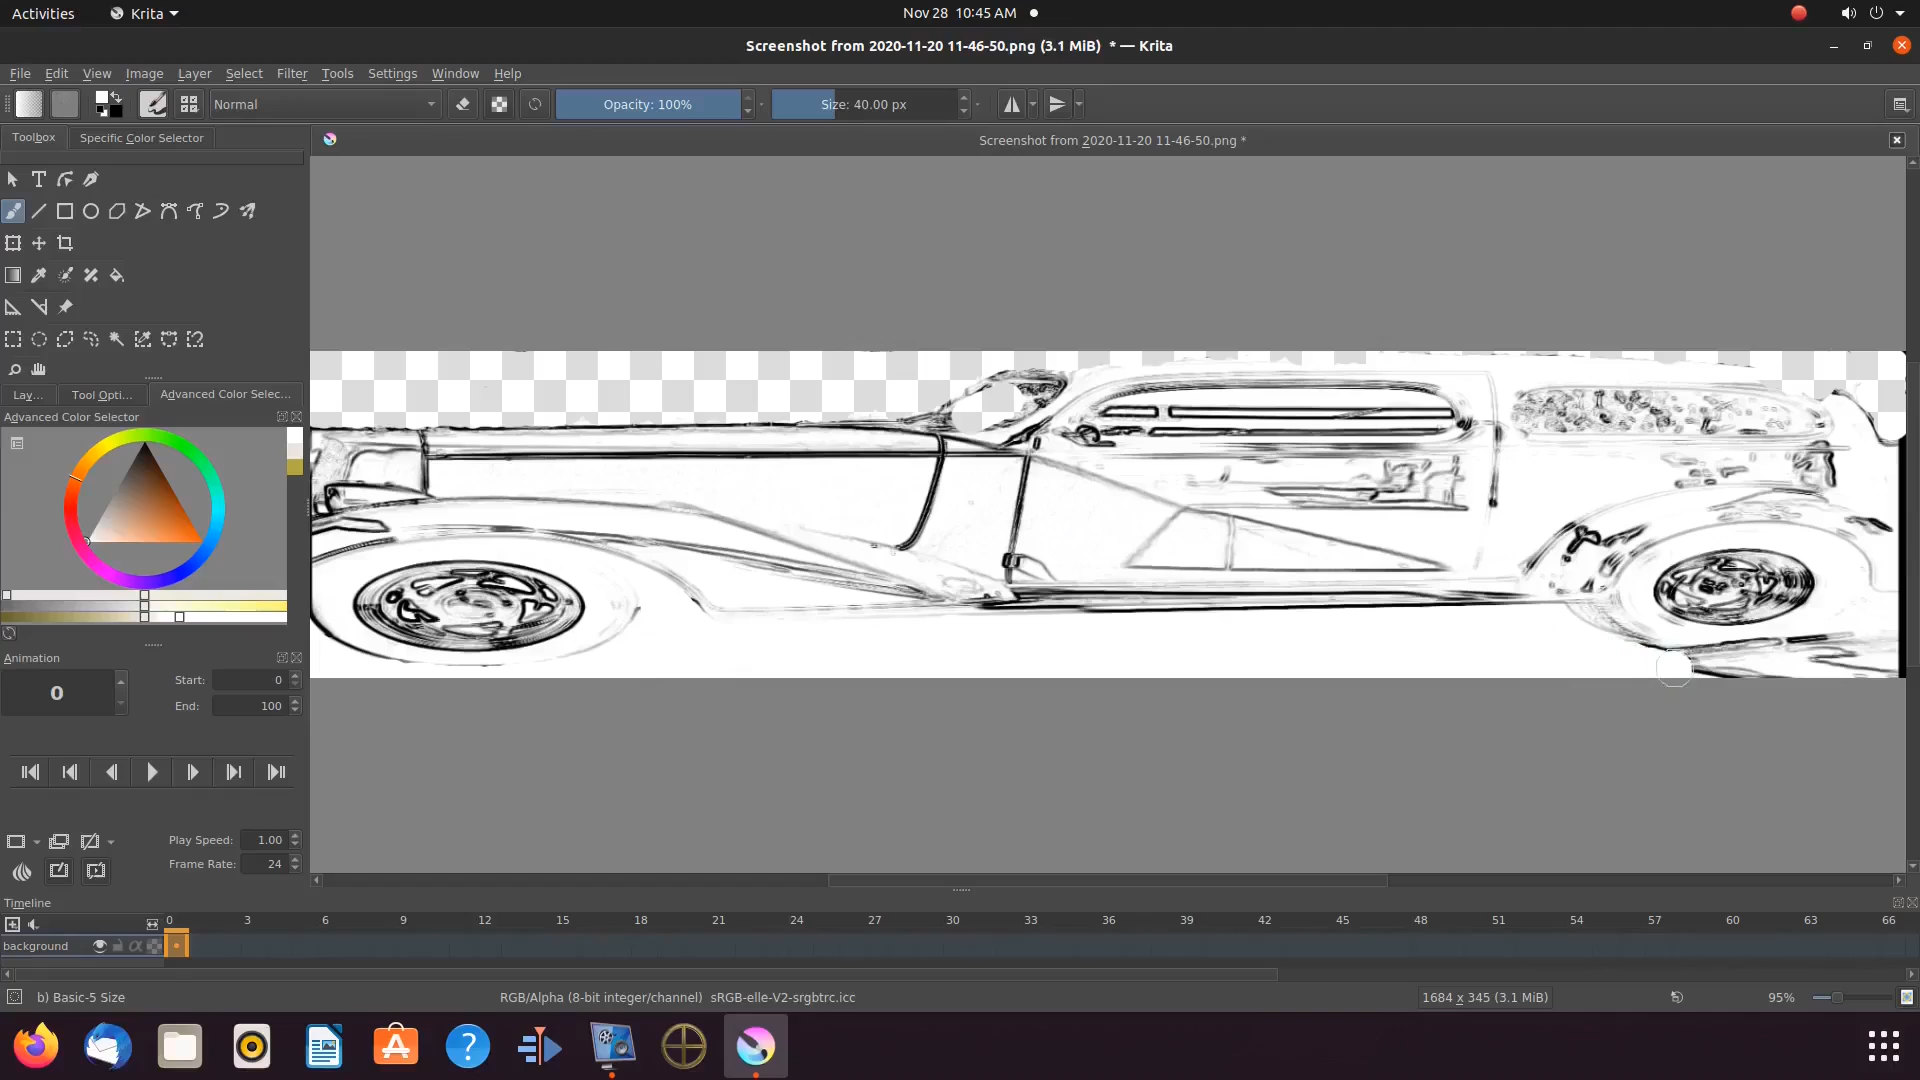 Activities Krita Nov 28 10:45 AM
Screenshot from 2020-11-20 11-46-50.png (3.1 MiB) * — Krita
File Edit View Image Layer Select Filter Tools Settings Window Help
Normal Opacity: 100% Size: 40.00 px
Toolbox Specific Color Selector
Screenshot from 2020-11-20 11-46-50.png *
Lay... Tool Opti... Advanced Color Selec...
Advanced Color Selector
Animation
0 Start: 0
End: 100
Play Speed: 1.00
Frame Rate: 24
Timeline
0 3 6 9 12 15 18 21 24 27 30 33 36 39 42 45 48 51 54 57 60 63 66
background
b) Basic-5 Size RGB/Alpha (8-bit integer/channel) sRGB-elle-V2-srgbtrc.icc 1684 x 345 (3.1 MiB) 95%